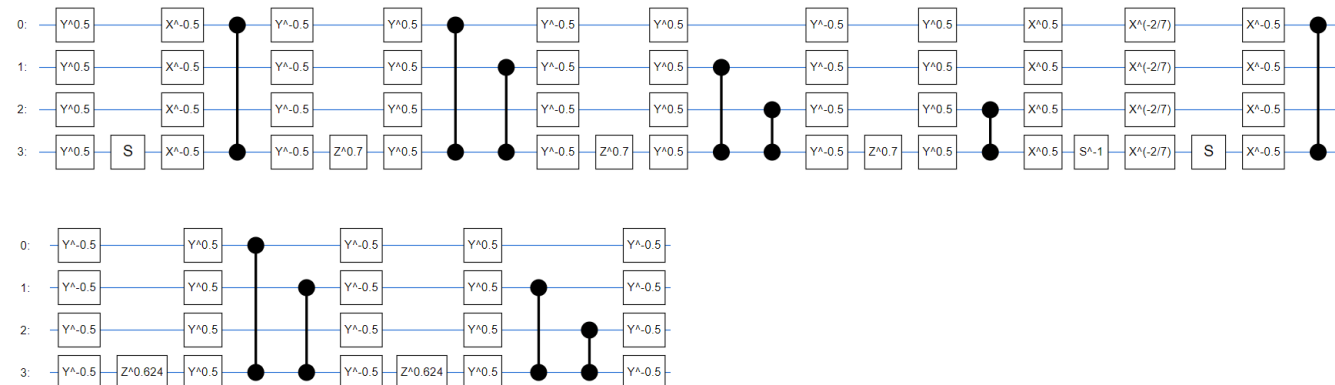 0: Y^0.5 X^-0.5 Y^-0.5 Y^0.5 Y^-0.5 Y^0.5 Y^-0.5 Y^0.5 X^0.5 X^(-2/7) X^-0.5
1: Y^0.5 X^-0.5 Y^-0.5 Y^0.5 Y^-0.5 Y^0.5 Y^-0.5 Y^0.5 X^0.5 X^(-2/7) X^-0.5
2: Y^0.5 X^-0.5 Y^-0.5 Y^0.5 Y^-0.5 Y^0.5 Y^-0.5 Y^0.5 X^0.5 X^(-2/7) X^-0.5
3: Y^0.5 S X^-0.5 Y^-0.5 Z^0.7 Y^0.5 Y^-0.5 Z^0.7 Y^0.5 Y^-0.5 Z^0.7 Y^0.5 X^0.5 S^-1 X^(-2/7) S X^-0.5
0: Y^-0.5 Y^0.5 Y^-0.5 Y^0.5 Y^-0.5
1: Y^-0.5 Y^0.5 Y^-0.5 Y^0.5 Y^-0.5
2: Y^-0.5 Y^0.5 Y^-0.5 Y^0.5 Y^-0.5
3: Y^-0.5 Z^0.624 Y^0.5 Y^-0.5 Z^0.624 Y^0.5 Y^-0.5